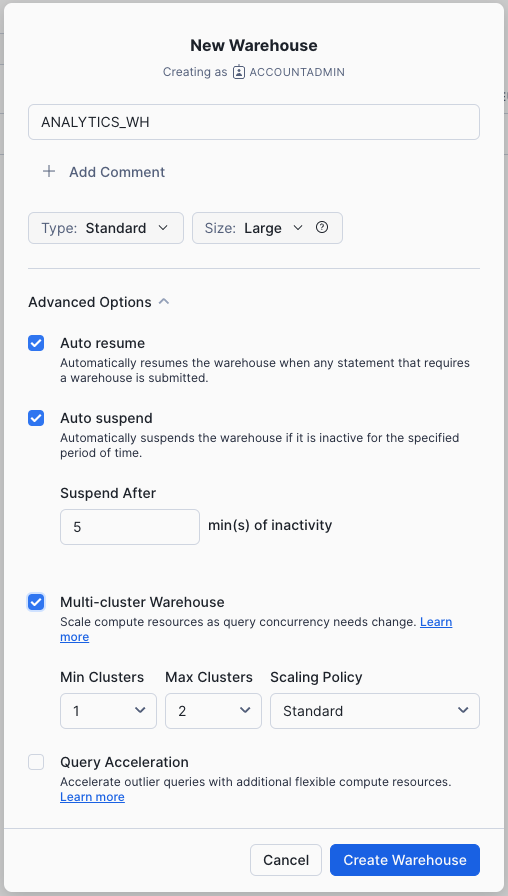 New Warehouse
Creating as ACCOUNTADMIN
ANALYTICS_WH
+ Add Comment
Type: Standard Size: Large ?
Advanced Options
Auto resume
Automatically resumes the warehouse when any statement that requires
a warehouse is submitted.
Auto suspend
Automatically suspends the warehouse if it is inactive for the specified
period of time.
Suspend After
5 min(s) of inactivity
Multi-cluster Warehouse
Scale compute resources as query concurrency needs change. Learn
more
Min Clusters Max Clusters Scaling Policy
1 2 Standard
Query Acceleration
Accelerate outlier queries with additional flexible compute resources.
Learn more
Cancel Create Warehouse